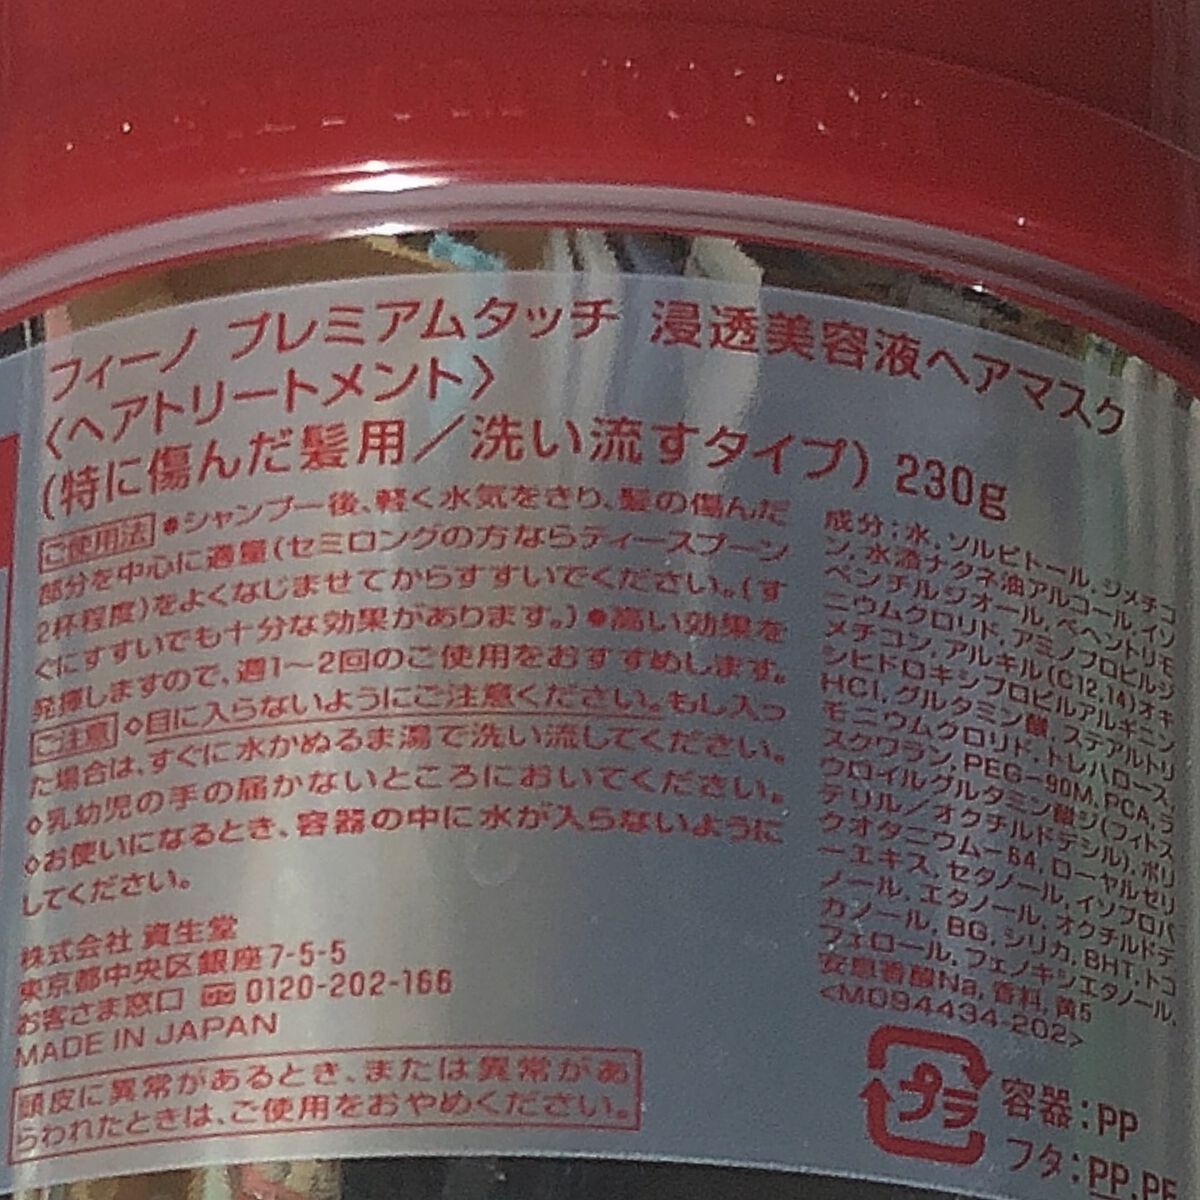 フィーノ プレミアムタッチ 浸透美容液ヘアマスク
〈ヘアトリートメント〉
(特に傷んだ髪用/洗い流すタイプ) 230g
ご使用法 ●シャンプー後、軽く水気をきり、髪の傷んだ
部分を中心に適量(セミロングの方ならティースプーン
2杯程度)をよくなじませてからすすいでください。(す
ぐにすすいでも十分な効果があります。) ●高い効果を
発揮しますので、週1〜2回のご使用をおすすめします。
ご注意 ◇目に入らないようにご注意ください。もし入っ
た場合は、すぐに水かぬるま湯で洗い流してください。
◇乳幼児の手の届かないところにおいてください。
◇お使いになるとき、容器の中に水が入らないように
してください。
株式会社 資生堂
東京都中央区銀座7-5-5
お客さま窓口 0120-202-166
MADE IN JAPAN
頭皮に異常があるとき、または異常があ
らわれたときは、ご使用をおやめください。
成分:水、ソルビトール、ジメチコ
ン、水添ナタネ油アルコール、イソ
ペンチルジオール、ベヘントリモ
ニウムクロリド、アミノプロピルジ
メチコン、アルキル(C12,14)オキ
シヒドロキシプロピルアルギニン
HCl、グルタミン酸、ステアルトリ
モニウムクロリド、トレハロース、
スクワラン、PEG-90M、PCA、ラ
ウロイルグルタミン酸ジ(フィトス
テリル/オクチルドデシル)、ポリ
クオタニウム-64、ローヤルゼリ
ーエキス、セタノール、イソプロパ
ノール、エタノール、オクチルドデ
カノール、BG、シリカ、BHT、トコ
フェロール、フェノキシエタノール、
安息香酸Na、香料、黄5
<M094434-202>
プラ
容器:PP
フタ:PP,PE